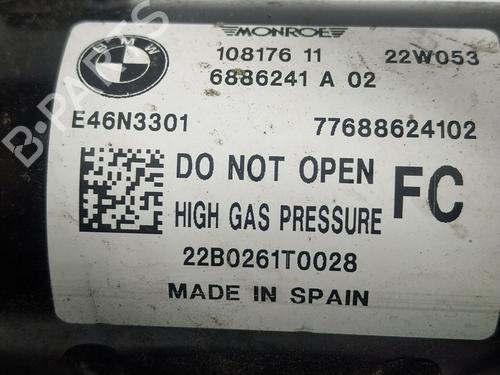 BMW
MONROE
108176 11 22W053
6886241 A 02
E46N3301 77688624102
DO NOT OPEN
HIGH GAS PRESSURE
FC
22B0261T0028
MADE IN SPAIN
B-PARTS